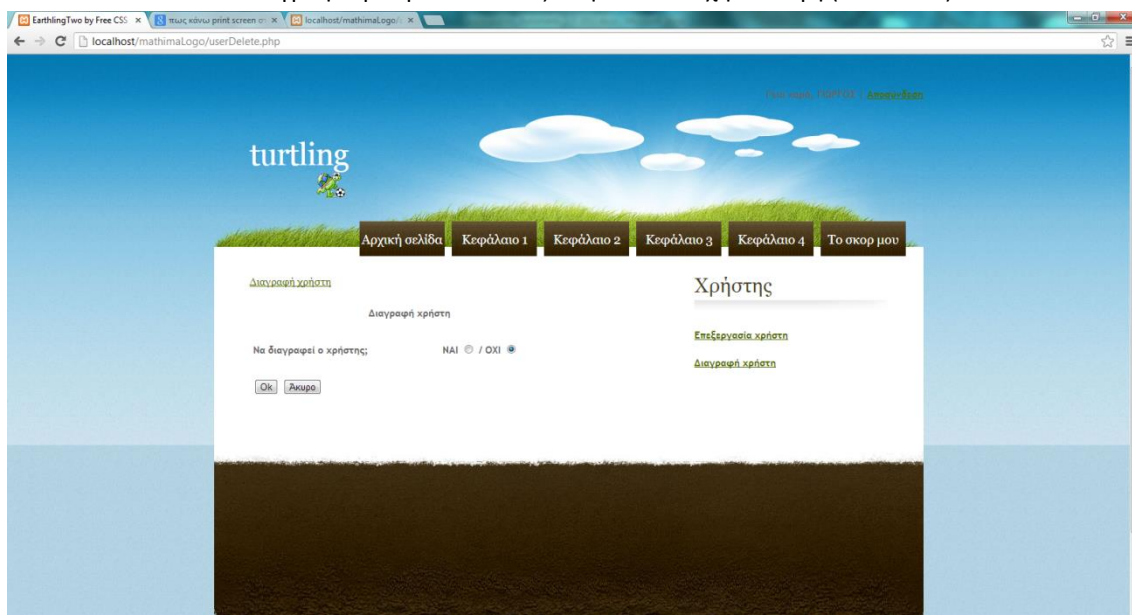 EarthlingTwo by Free CSS
πως κάνω print screen σ
localhost/mathimaLogo/
localhost/mathimaLogo/userDelete.php
Αποσύνδεση
turtling
Αρχική σελίδα Κεφάλαιο 1 Κεφάλαιο 2 Κεφάλαιο 3 Κεφάλαιο 4 Το σκορ μου
Διαγραφή χρήστη
Χρήστης
Διαγραφή χρήστη
Επεξεργασία χρήστη
Να διαγραφεί ο χρήστης; ΝΑΙ / ΟΧΙ
Διαγραφή χρήστη
Ok Άκυρο